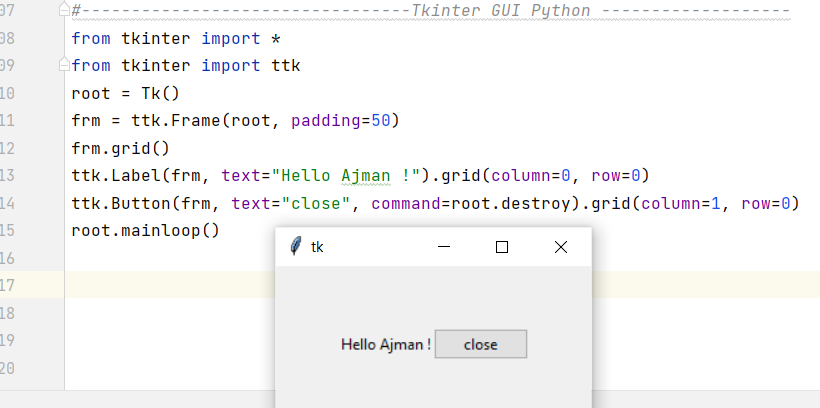 07 #---------------------------------Tkinter GUI Python -------------------
08 from tkinter import *
09 from tkinter import ttk
10 root = Tk()
11 frm = ttk.Frame(root, padding=50)
12 frm.grid()
13 ttk.Label(frm, text="Hello Ajman !").grid(column=0, row=0)
14 ttk.Button(frm, text="close", command=root.destroy).grid(column=1, row=0)
15 root.mainloop()
16
17
18
19
20
tk
Hello Ajman ! close